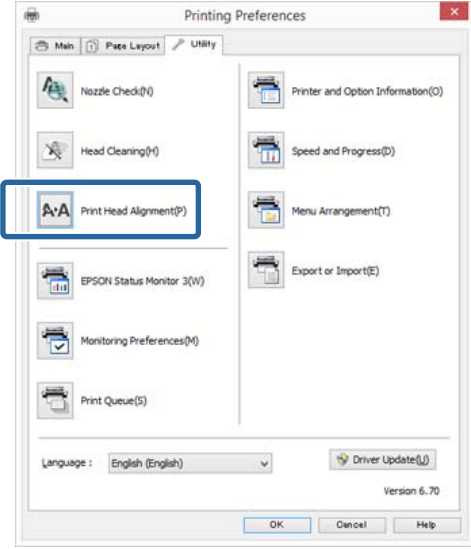 Printing Preferences
Main
Page Layout
Utility
Nozzle Check(N)
Printer and Option Information(O)
Head Cleaning(H)
Speed and Progress(D)
A·A Print Head Alignment(P)
Menu Arrangement(T)
EPSON Status Monitor 3(W)
Export or Import(E)
Monitoring Preferences(M)
Print Queue(S)
Language :
English (English)
Driver Update(U)
Version 6.70
OK
Cancel
Help